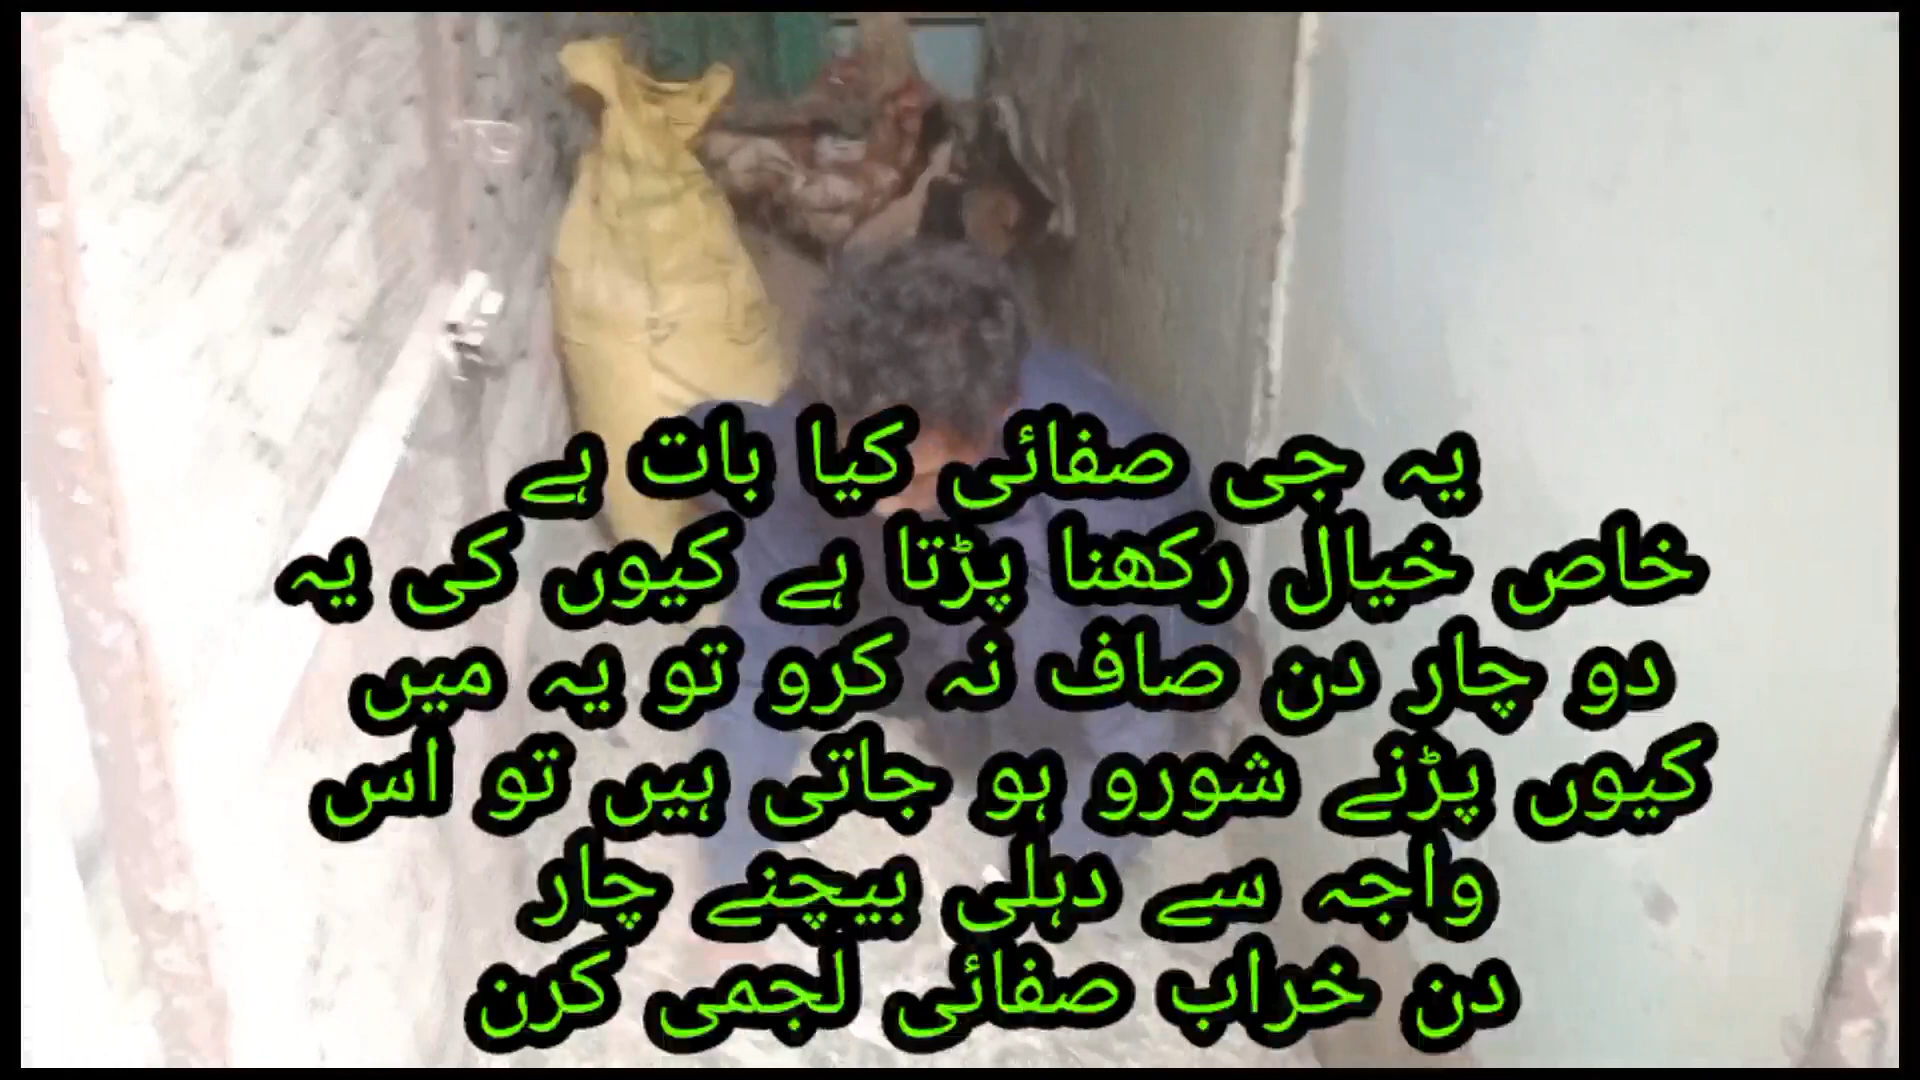 یہ جی صفائی کیا بات ہے
خاص خیال رکھنا پڑتا ہے کیوں کی یہ
دو چار دن صاف نہ کرو تو یہ میں
کیوں پڑنے شورو ہو جاتی ہیں تو اس
واجہ سے دہلی بیچنے چار
دن خراب صفائی لجمی کرن